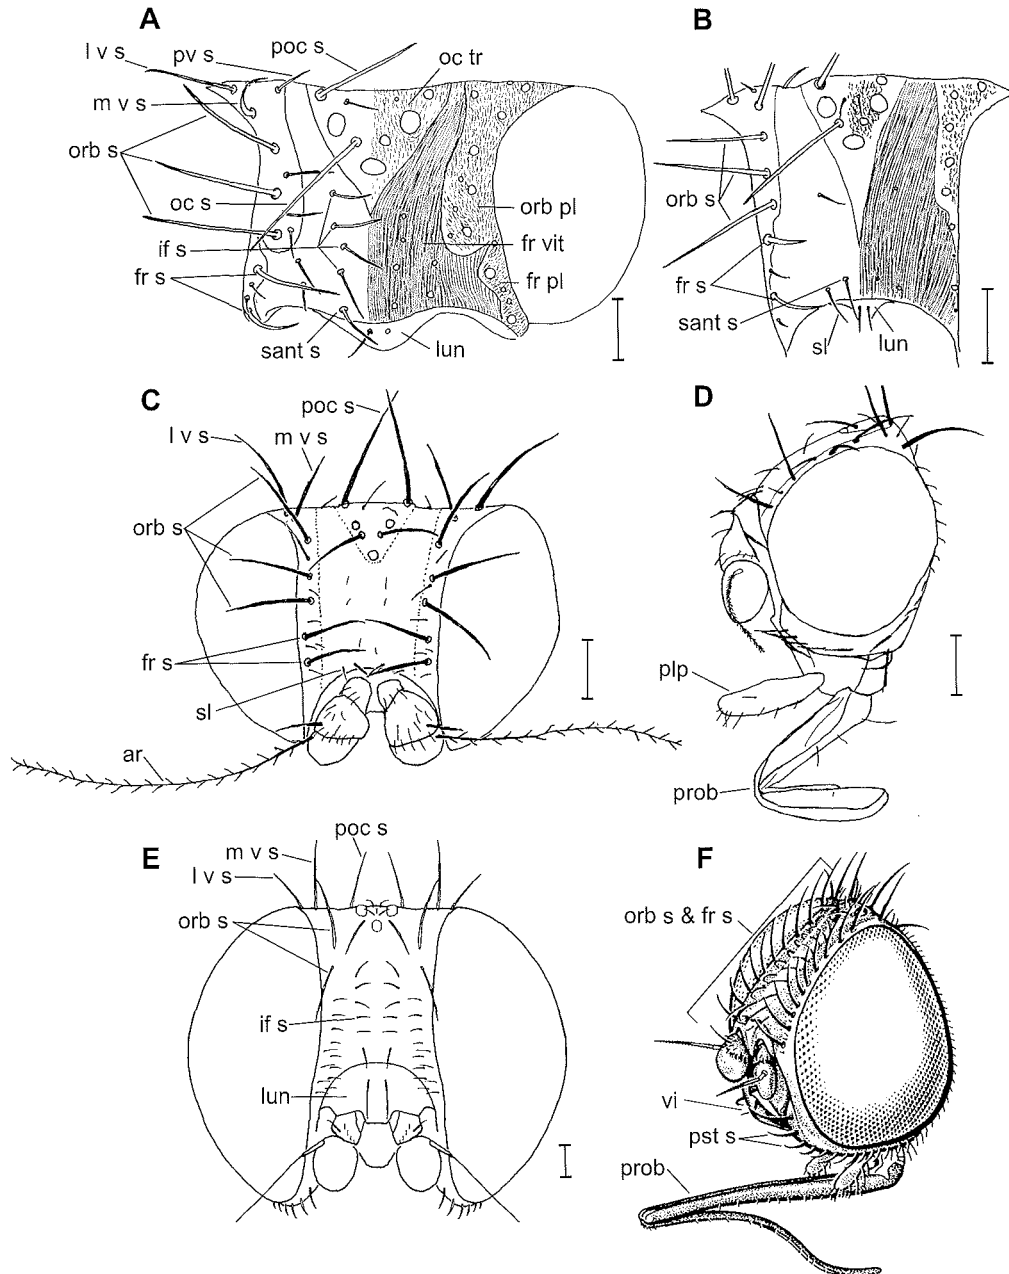 A
l v s
pv s
poc s
oc tr
m v s
orb s
oc s
if s
fr s
sant s
lun
orb pl
fr vit
fr pl
B
orb s
fr s
sant s
sl
lun
C
poc s
l v s
m v s
orb s
fr s
sl
ar
D
plp
prob
E
poc s
m v s
l v s
orb s
if s
lun
F
orb s & fr s
vi
pst s
prob